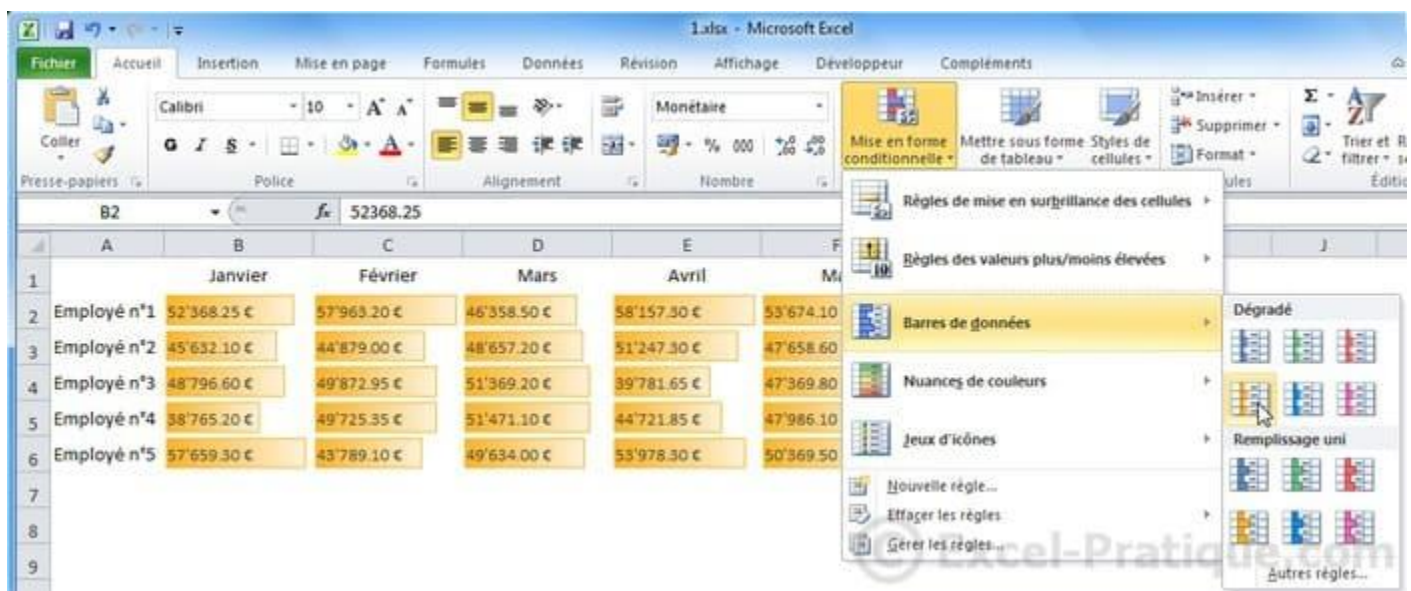 1.xlsx - Microsoft Excel
Fichier Accueil Insertion Mise en page Formules Données Révision Affichage Développeur Compléments
Calibri 10 A A Monétaire Insérer Σ
Coller G I S A % 000 Mise en forme conditionnelle Mettre sous forme de tableau Styles de cellules Supprimer Format Trier et filtrer
Presse-papiers Police Alignement Nombre
B2 fx 52368.25
A B C D E F J
1 Janvier Février Mars Avril
2 Employé n°1 52'368.25 € 57'963.20 € 46'358.50 € 58'157.30 € 53'674.10
3 Employé n°2 45'632.10 € 44'879.00 € 48'657.20 € 51'247.30 € 47'658.60
4 Employé n°3 48'796.60 € 49'872.95 € 51'369.20 € 39'781.65 € 47'369.80
5 Employé n°4 38'765.20 € 49'725.35 € 51'471.10 € 44'721.85 € 47'986.10
6 Employé n°5 57'659.30 € 43'789.10 € 49'634.00 € 53'978.30 € 50'369.50
7
8
9
Règles de mise en surbrillance des cellules
Règles des valeurs plus/moins élevées
Barres de données
Nuances de couleurs
Jeux d'icônes
Nouvelle règle...
Effacer les règles
Gérer les règles...
Dégradé
Remplissage uni
Autres règles...
© Excel-Pratique.com